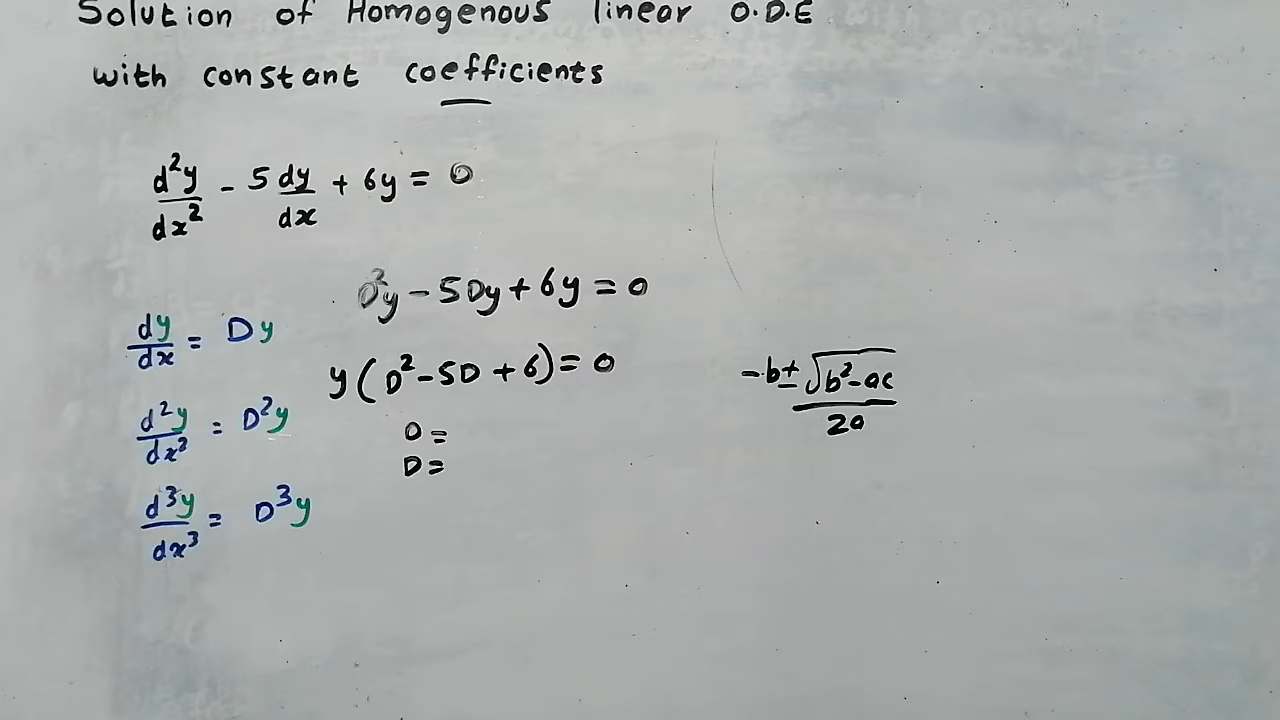 Solution of Homogenous linear O.D.E
with constant coefficients
d²y/dx² - 5 dy/dx + 6y = 0
D²y - 5Dy + 6y = 0
dy/dx = Dy
y(D² - 5D + 6) = 0
-b ± √(b² - ac) / 2a
d²y/dx² = D²y
D =
D =
d³y/dx³ = D³y